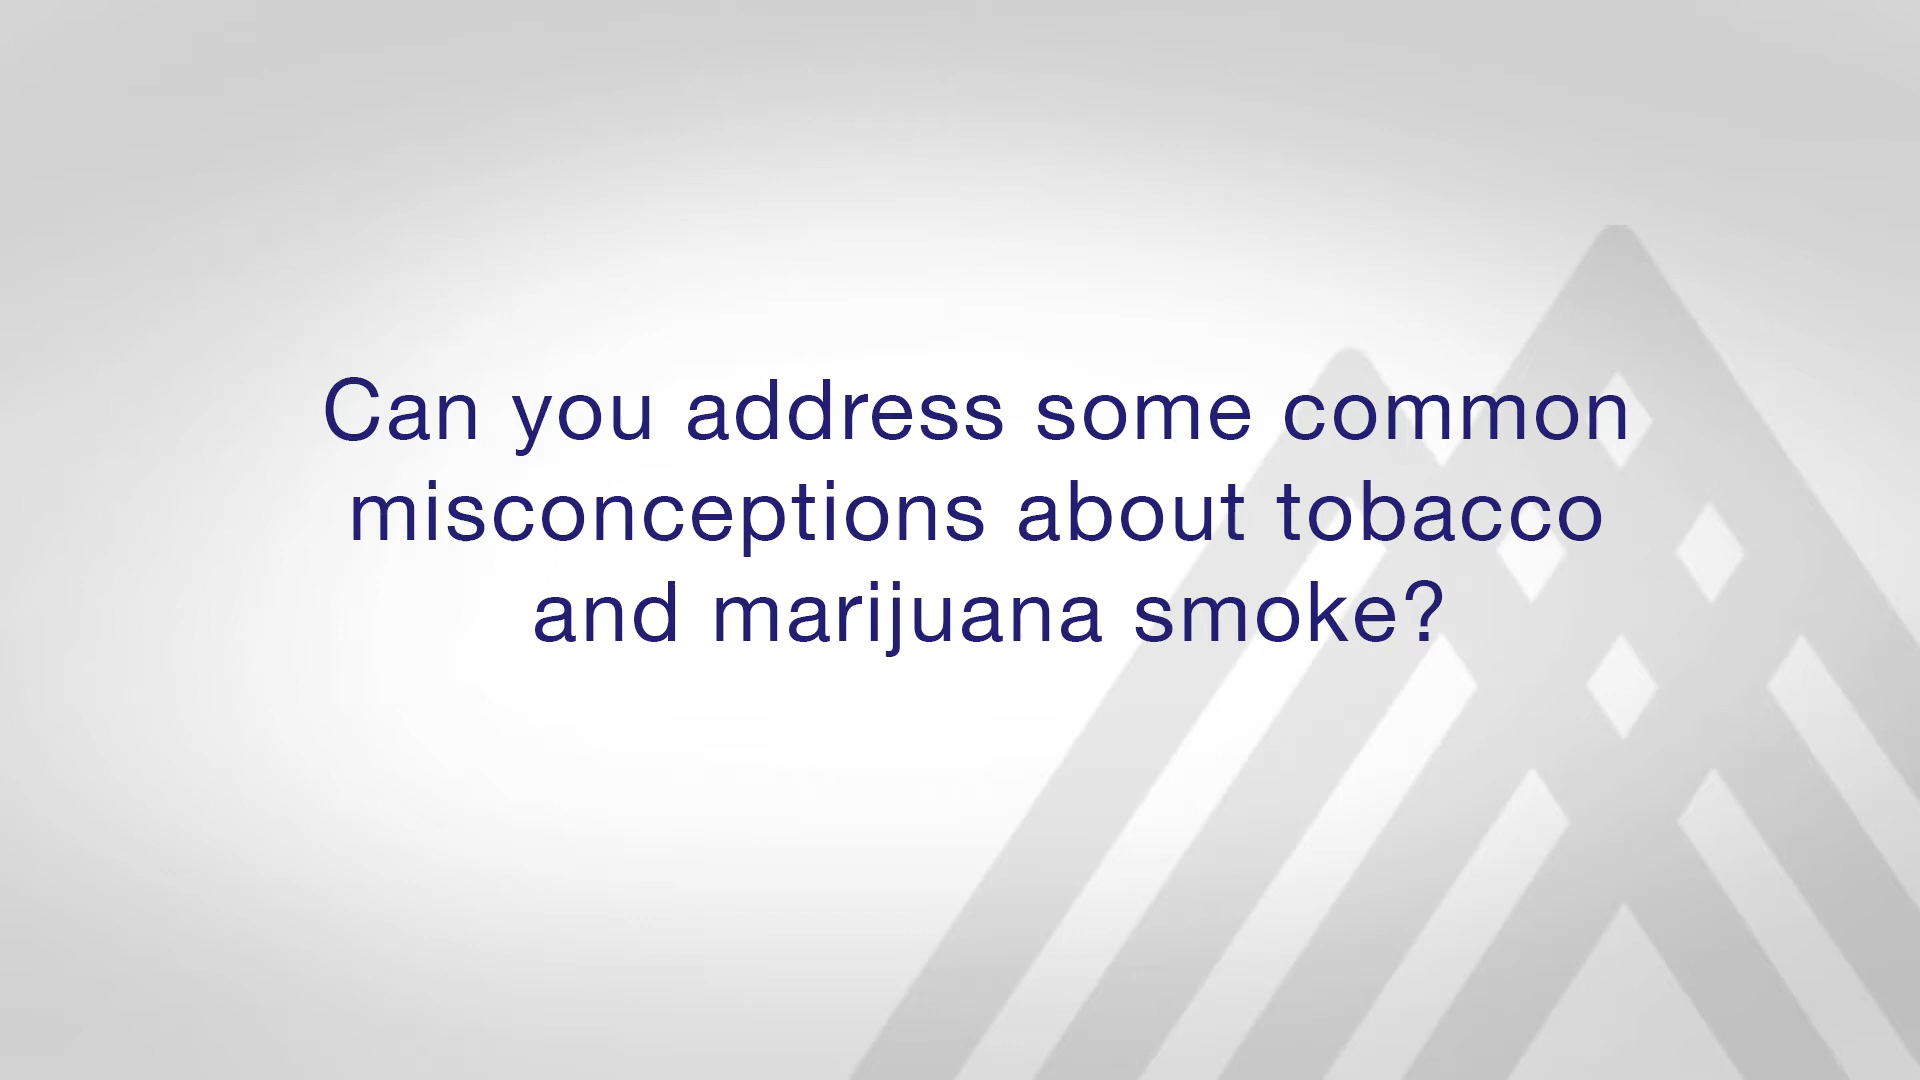 Can you address some common
misconceptions about tobacco
and marijuana smoke?